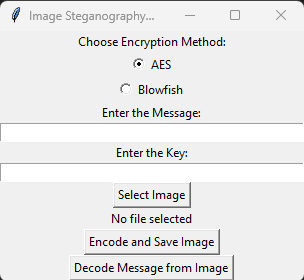 Image Steganography...
Choose Encryption Method:
AES
Blowfish
Enter the Message:
Enter the Key:
Select Image
No file selected
Encode and Save Image
Decode Message from Image